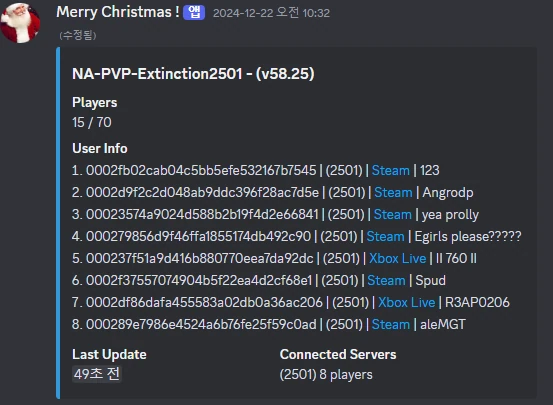 Merry Christmas ! 앱 2024-12-22 오전 10:32
(수정됨)
NA-PVP-Extinction2501 - (v58.25)
Players
15 / 70
User Info
1. 0002fb02cab04c5bb5efe532167b7545 | (2501) | Steam | 123
2. 0002d9f2c2d048ab9ddc396f28ac7d5e | (2501) | Steam | Angrodp
3. 00023574a9024d588b2b19f4d2e66841 | (2501) | Steam | yea prolly
4. 000279856d9f46ffa1855174db492c90 | (2501) | Steam | Egirls please?????
5. 000237f51a9d416b880770eea7da92dc | (2501) | Xbox Live | II 760 II
6. 0002f37557074904b5f22ea4d2cf68e1 | (2501) | Steam | Spud
7. 0002df86dafa455583a02db0a36ac206 | (2501) | Xbox Live | R3AP0206
8. 000289e7986e4524a6b76fe25f59c0ad | (2501) | Steam | aleMGT
Last Update
49초 전
Connected Servers
(2501) 8 players